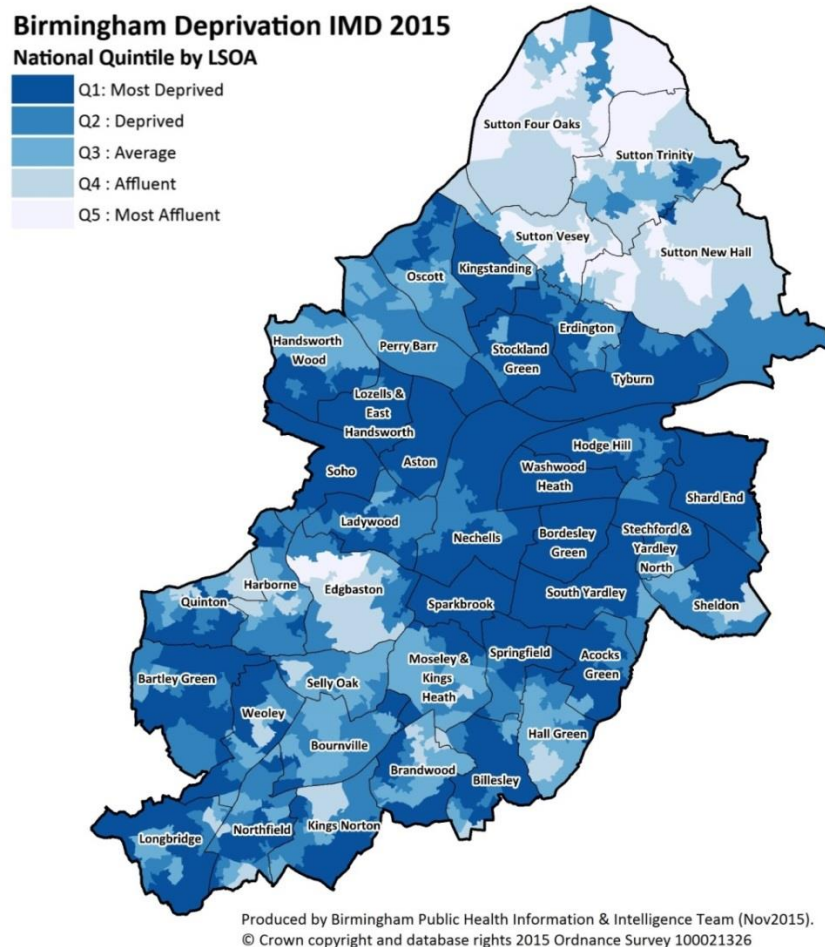 Birmingham Deprivation IMD 2015
National Quintile by LSOA
Q1: Most Deprived
Q2 : Deprived
Q3 : Average
Q4 : Affluent
Q5 : Most Affluent
Sutton Four Oaks
Sutton Trinity
Sutton Vesey
Sutton New Hall
Oscott
Kingstanding
Erdington
Handsworth
Wood
Perry Barr
Stockland
Green
Tyburn
Lozells &
East
Handsworth
Hodge Hill
Soho
Aston
Washwood
Heath
Shard End
Ladywood
Nechells
Bordesley
Green
Stechford &
Yardley
North
Harborne
Edgbaston
Quinton
Sparkbrook
South Yardley
Sheldon
Moseley &
Kings
Heath
Springfield
Acocks
Green
Bartley Green
Selly Oak
Weoley
Bournville
Hall Green
Brandwood
Billesley
Longbridge
Northfield
Kings Norton
Produced by Birmingham Public Health Information & Intelligence Team (Nov2015).
© Crown copyright and database rights 2015 Ordnance Survey 100021326